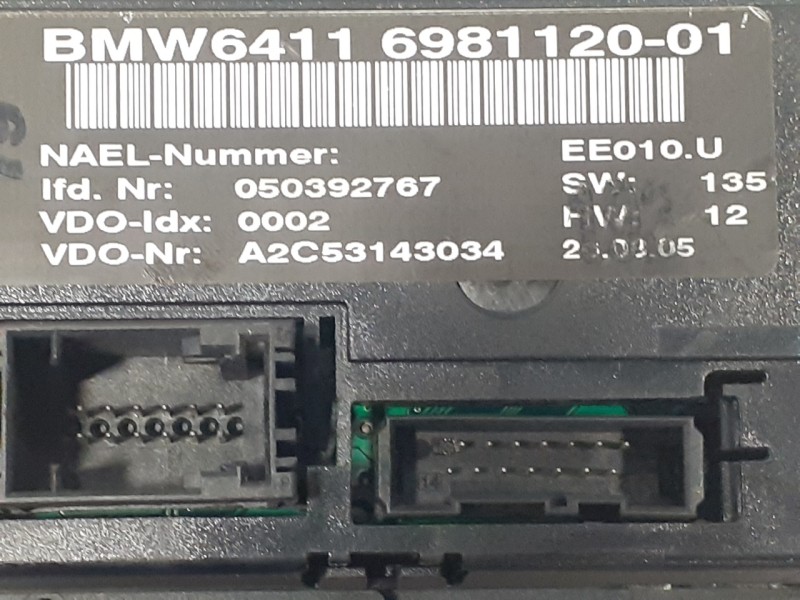 BMW6411 6981120-01
NAEL-Nummer: EE010.U
lfd. Nr: 050392767 SW: 135
VDO-Idx: 0002 HW: 12
VDO-Nr: A2C53143034
14